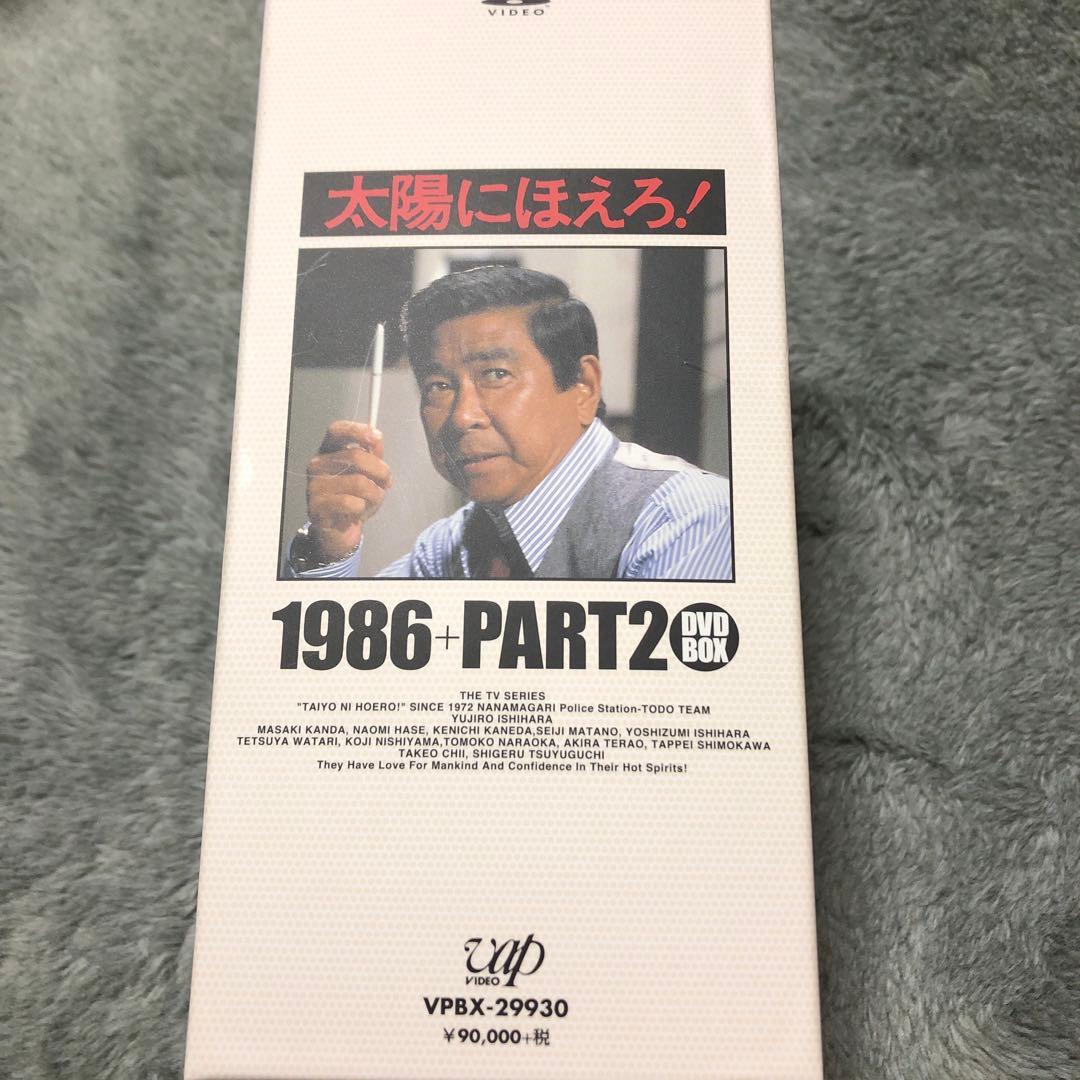 VIDEO
太陽にほえろ!
1986+PART2 DVD BOX
THE TV SERIES
"TAIYO NI HOERO!" SINCE 1972 NANAMAGARI Police Station-TODO TEAM
YUJIRO ISHIHARA
MASAKI KANDA, NAOMI HASE, KENICHI KANEDA,SEIJI MATANO, YOSHIZUMI ISHIHARA
TETSUYA WATARI, KOJI NISHIYAMA,TOMOKO NARAOKA, AKIRA TERAO, TAPPEI SHIMOKAWA
TAKEO CHII, SHIGERU TSUYUGUCHI
They Have Love For Mankind And Confidence In Their Hot Spirits!
vap
VIDEO
VPBX-29930
¥90,000+税